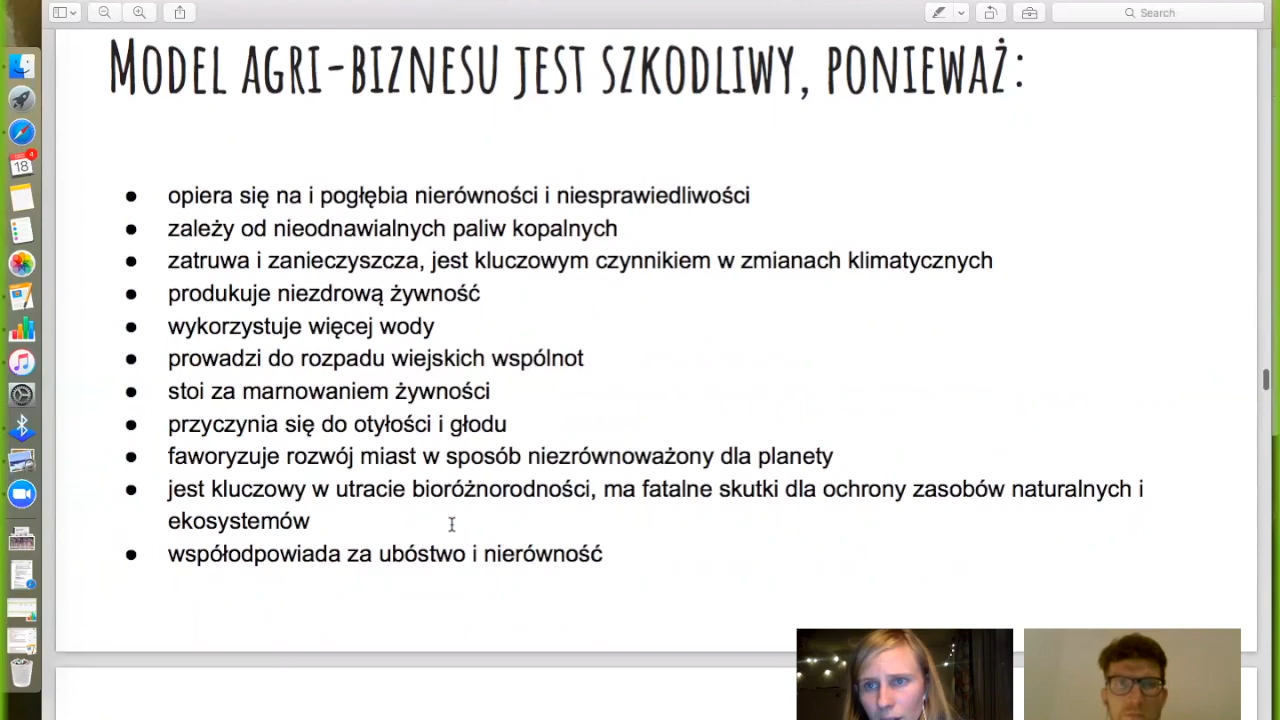 Search
MODEL AGRI-BIZNESU JEST SZKODLIWY, PONIEWAŻ:
4
18
● opiera się na i pogłębia nierówności i niesprawiedliwości
● zależy od nieodnawialnych paliw kopalnych
● zatruwa i zanieczyszcza, jest kluczowym czynnikiem w zmianach klimatycznych
● produkuje niezdrową żywność
● wykorzystuje więcej wody
● prowadzi do rozpadu wiejskich wspólnot
● stoi za marnowaniem żywności
● przyczynia się do otyłości i głodu
● faworyzuje rozwój miast w sposób niezrównoważony dla planety
● jest kluczowy w utracie bioróżnorodności, ma fatalne skutki dla ochrony zasobów naturalnych i
ekosystemów
● współodpowiada za ubóstwo i nierówność